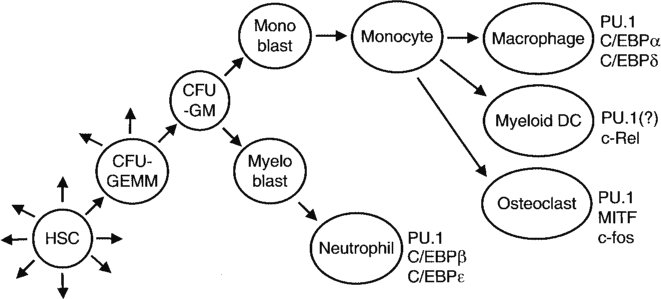 Mono
blast
Monocyte
Macrophage
PU.1
C/EBPα
C/EBPδ
CFU
-GM
Myeloid DC
PU.1(?)
c-Rel
CFU-
GEMM
Myelo
blast
Osteoclast
PU.1
MITF
c-fos
HSC
Neutrophil
PU.1
C/EBPβ
C/EBPε